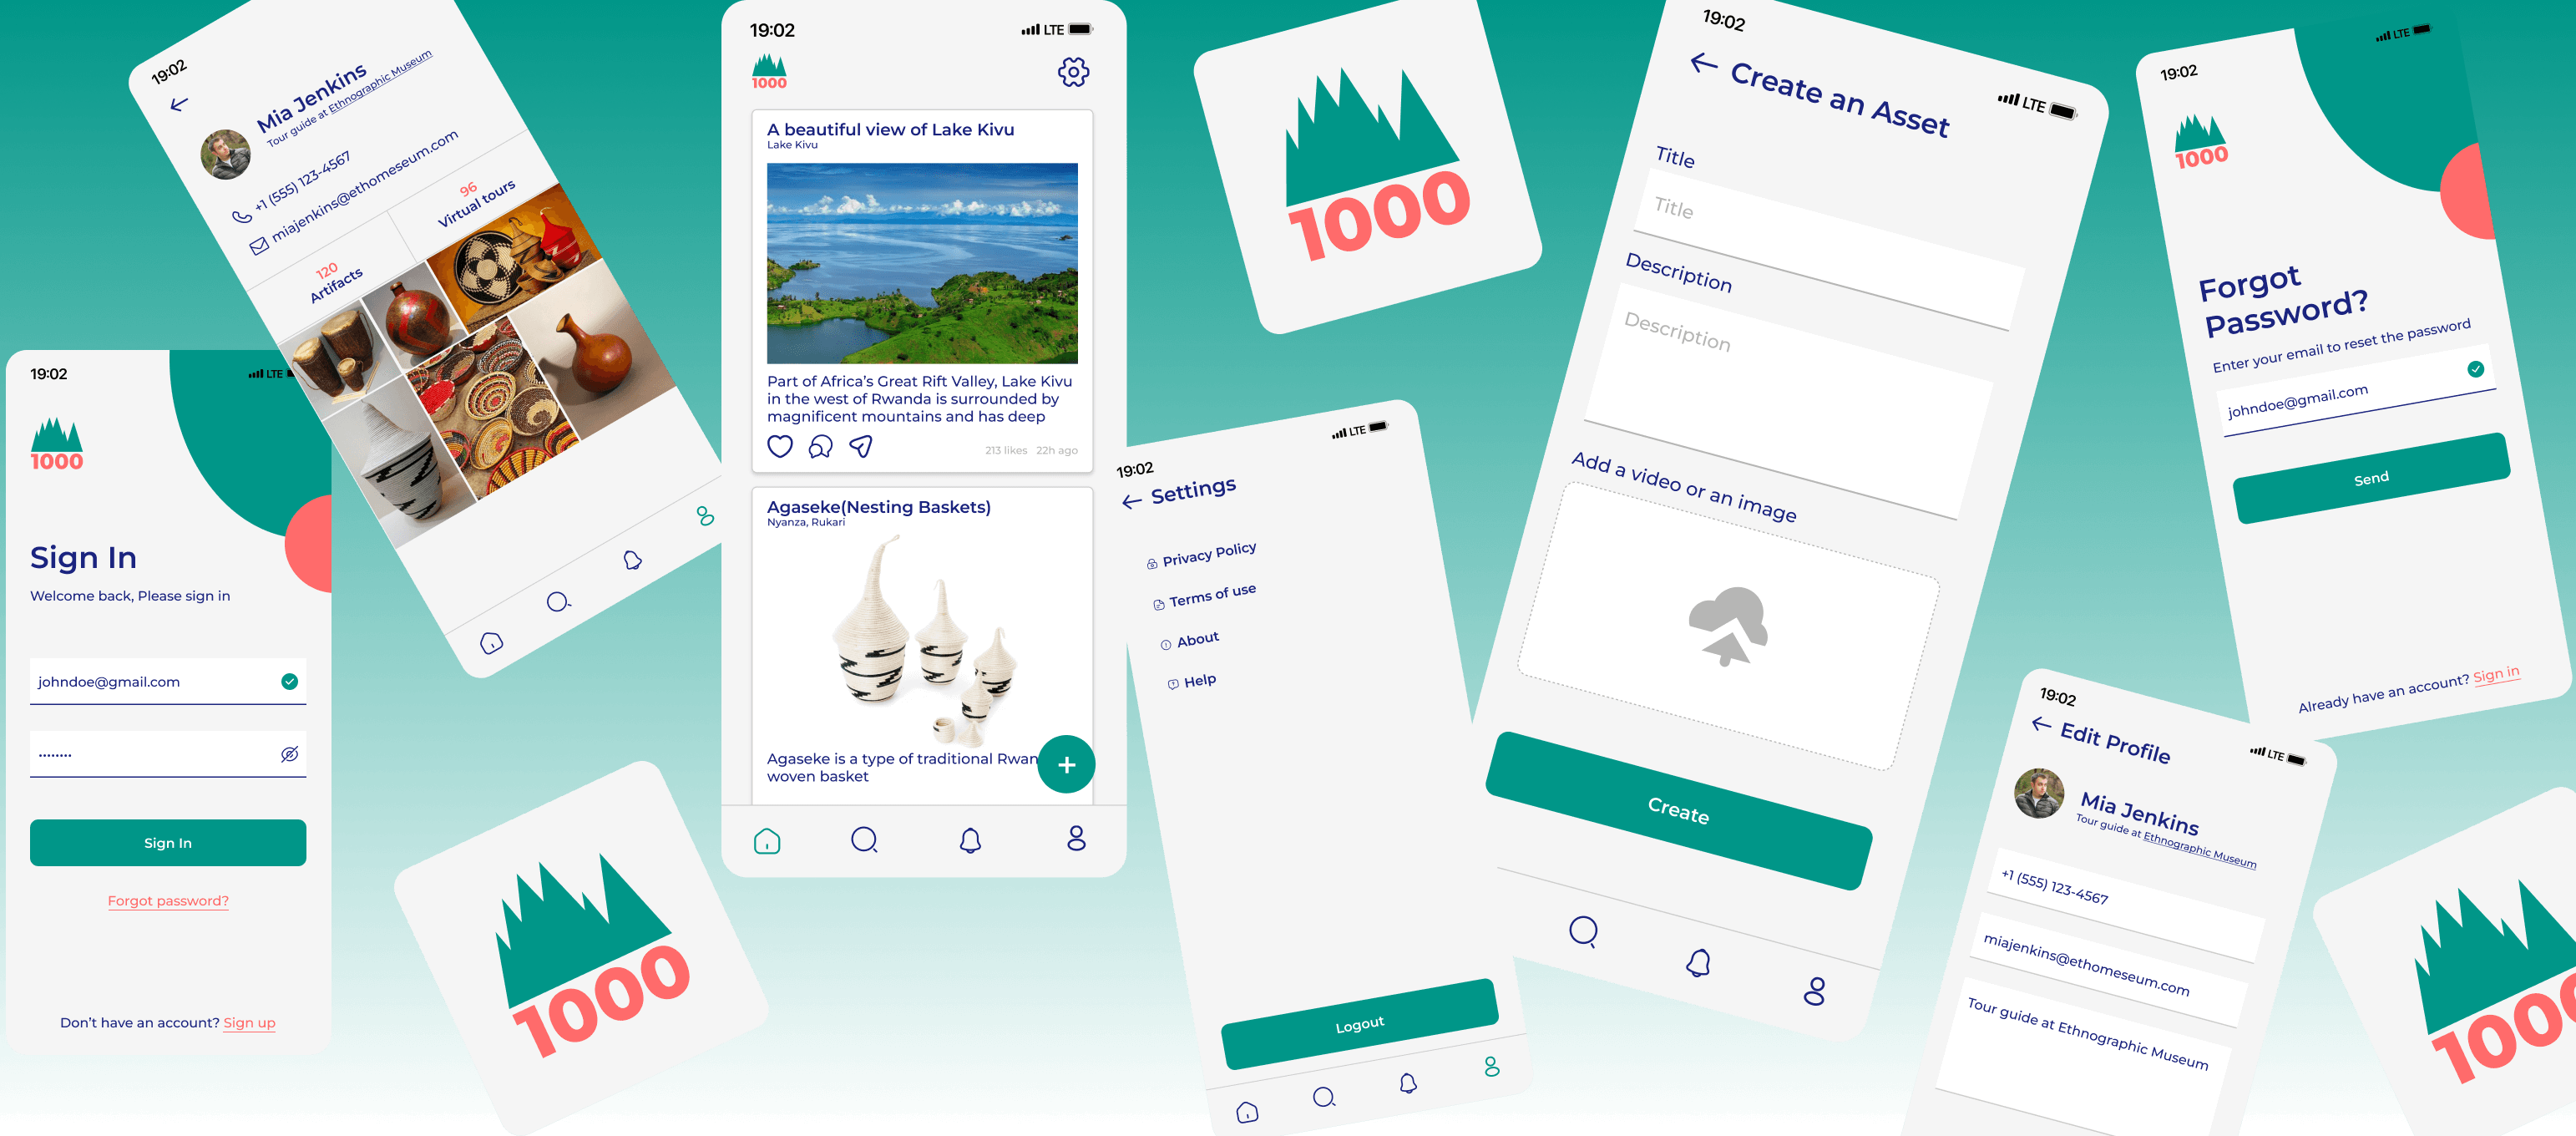 19:02
LTE
1000
Sign In
Welcome back, Please sign in
johndoe@gmail.com
........
Sign In
Forgot password?
Don't have an account? Sign up
19:02
Mia Jenkins
Tour guide at Ethnographic Museum
+1 (555) 123-4567
miajenkins@ethomeseum.com
120
Artifacts
96
Virtual tours
1000
19:02
LTE
1000
A beautiful view of Lake Kivu
Lake Kivu
Part of Africa’s Great Rift Valley, Lake Kivu
in the west of Rwanda is surrounded by
magnificent mountains and has deep
213 likes 22h ago
Agaseke(Nesting Baskets)
Nyanza, Rukari
Agaseke is a type of traditional Rwan
woven basket
1000
19:02
LTE
Settings
Privacy Policy
Terms of use
About
Help
Logout
19:02
LTE
Create an Asset
Title
Title
Description
Description
Add a video or an image
Create
19:02
LTE
1000
Forgot
Password?
Enter your email to reset the password
johndoe@gmail.com
Send
Already have an account? Sign in
19:02
LTE
Edit Profile
Mia Jenkins
Tour guide at Ethnographic Museum
+1 (555) 123-4567
miajenkins@ethomeseum.com
Tour guide at Ethnographic Museum
1000